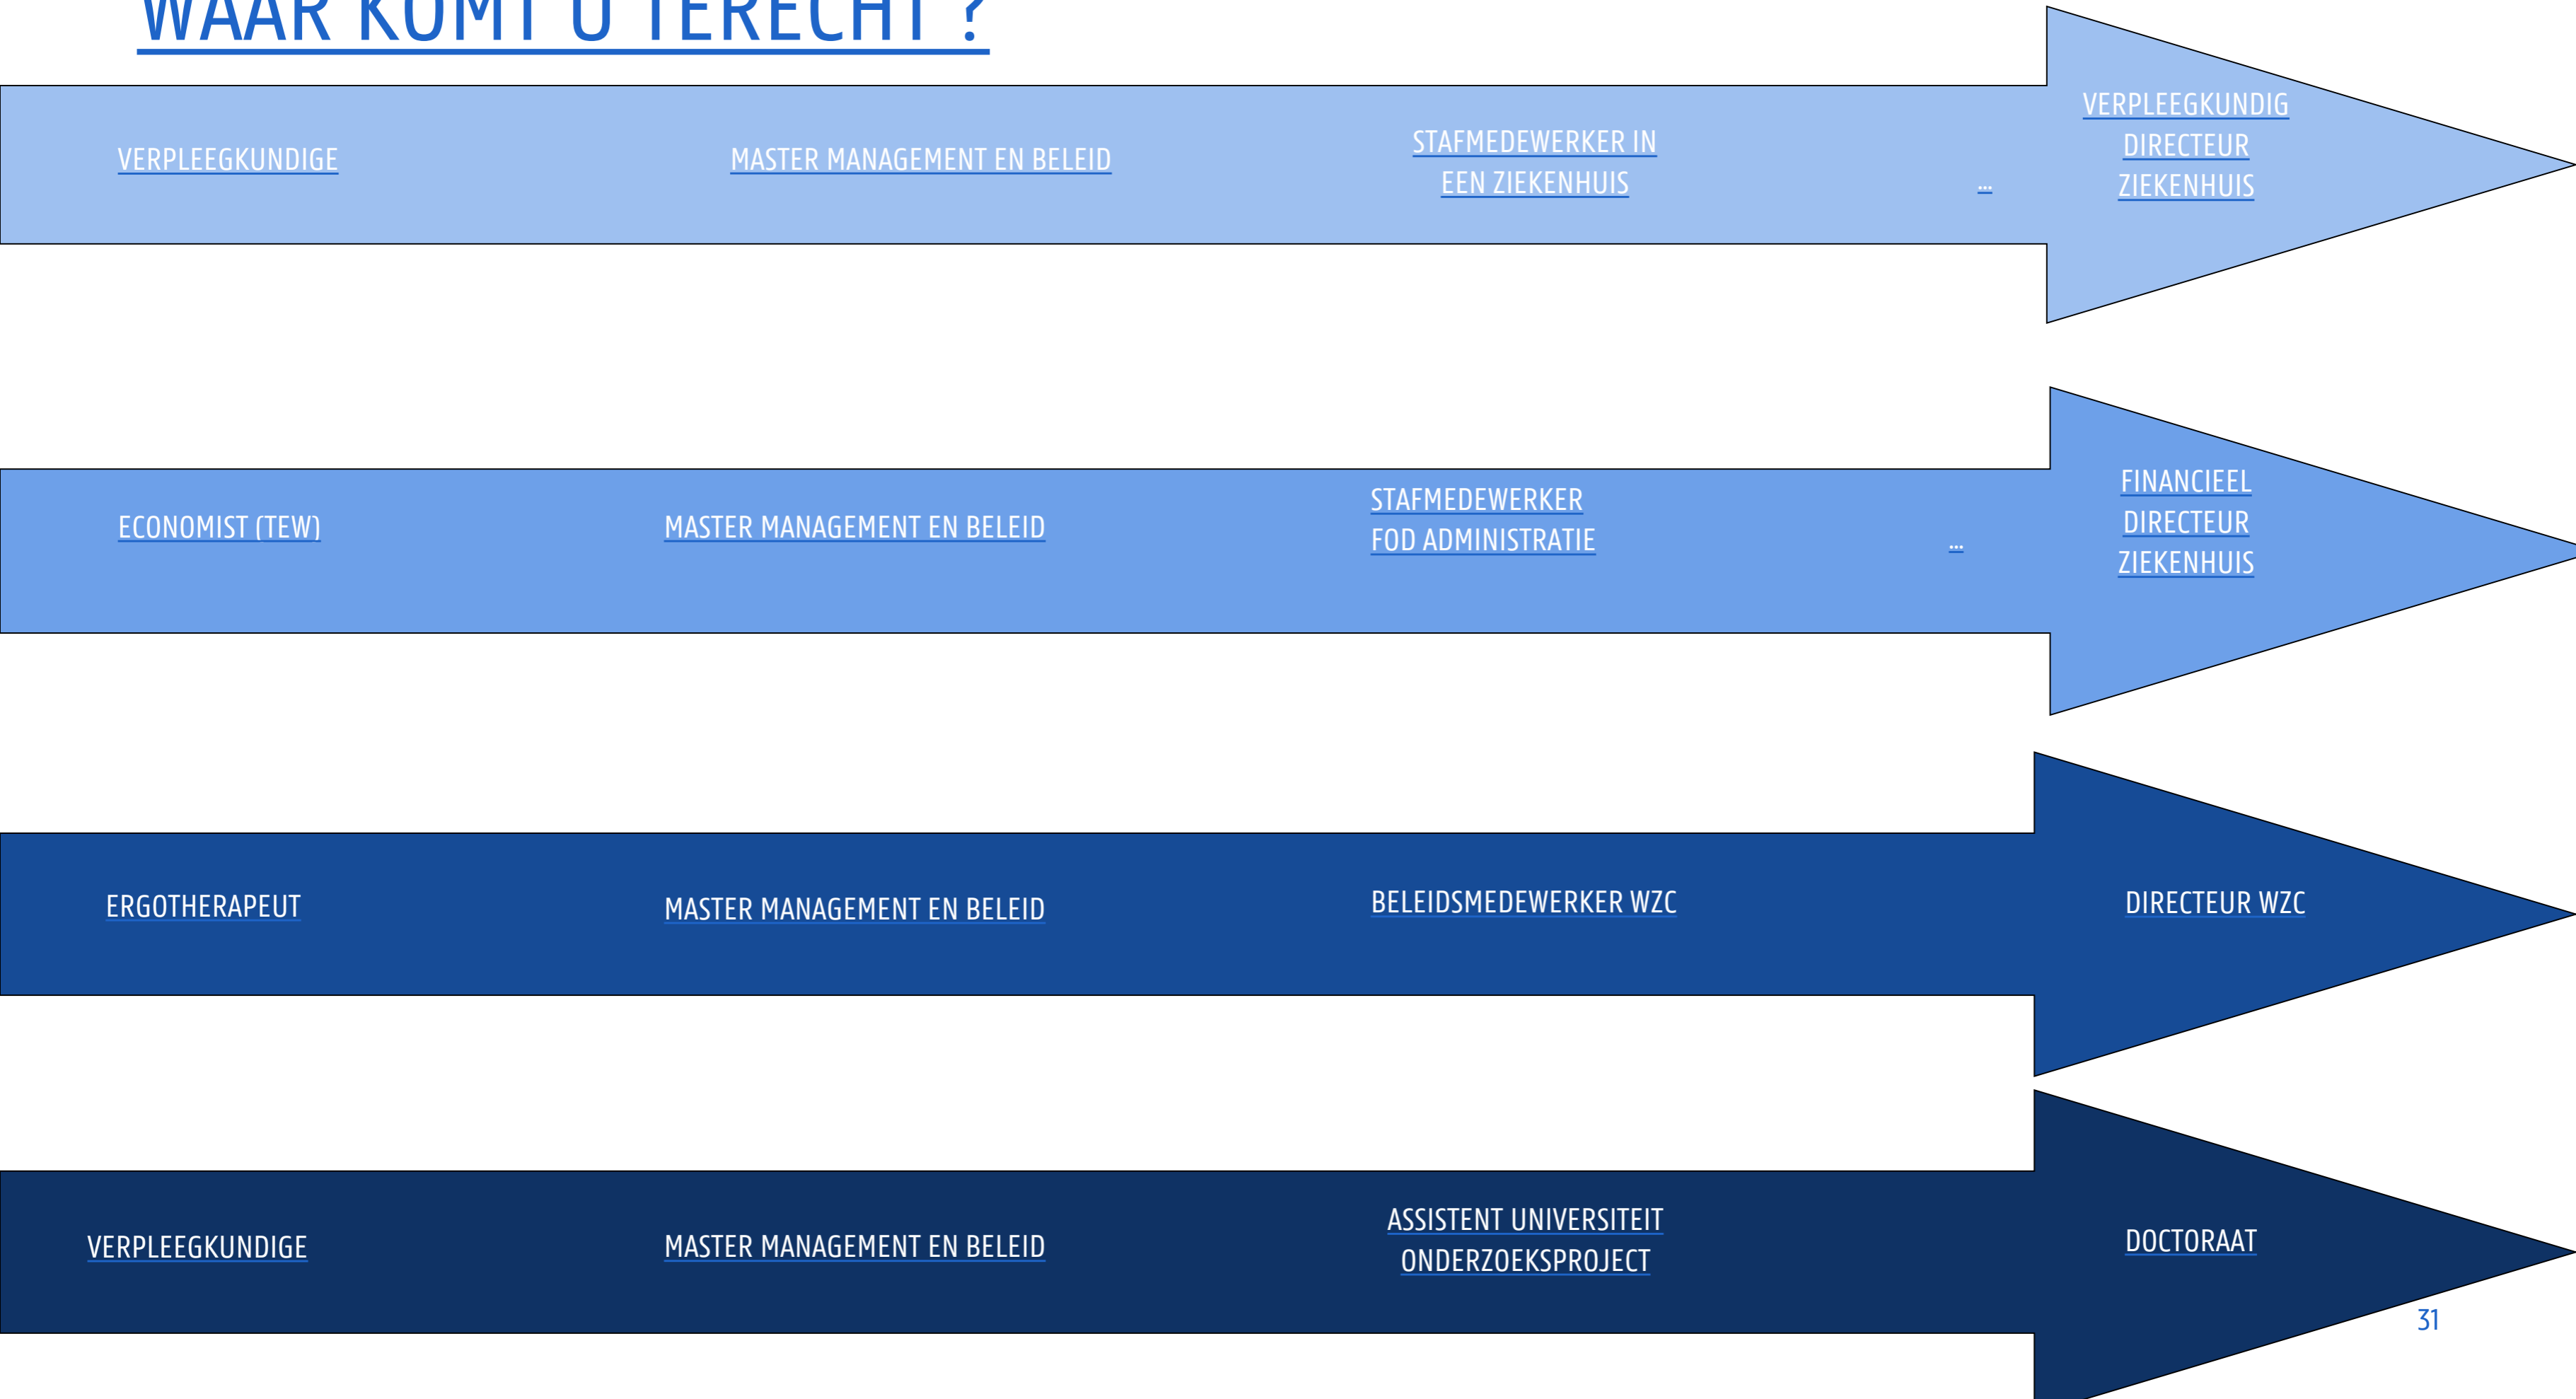 WAAR KOMT U TERECHT ?
VERPLEEGKUNDIGE
MASTER MANAGEMENT EN BELEID
STAFMEDEWERKER IN
EEN ZIEKENHUIS
...
VERPLEEGKUNDIG
DIRECTEUR
ZIEKENHUIS
ECONOMIST (TEW)
MASTER MANAGEMENT EN BELEID
STAFMEDEWERKER
FOD ADMINISTRATIE
...
FINANCIEEL
DIRECTEUR
ZIEKENHUIS
ERGOTHERAPEUT
MASTER MANAGEMENT EN BELEID
BELEIDSMEDEWERKER WZC
DIRECTEUR WZC
VERPLEEGKUNDIGE
MASTER MANAGEMENT EN BELEID
ASSISTENT UNIVERSITEIT
ONDERZOEKSPROJECT
DOCTORAAT
31